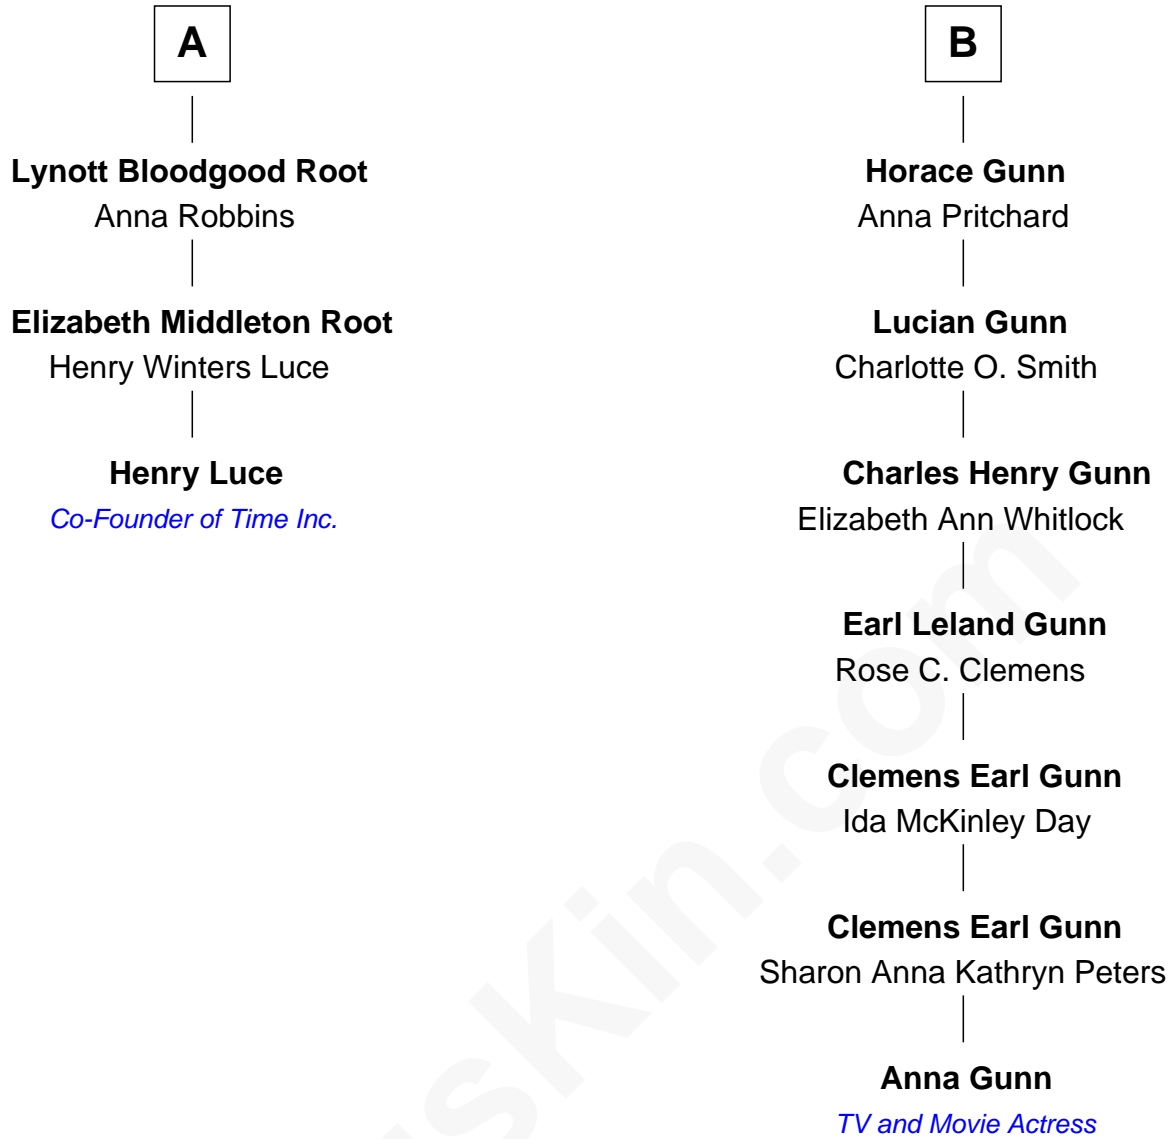 A
Lynott Bloodgood Root
Anna Robbins
Elizabeth Middleton Root
Henry Winters Luce
Henry Luce
Co-Founder of Time Inc.
B
Horace Gunn
Anna Pritchard
Lucian Gunn
Charlotte O. Smith
Charles Henry Gunn
Elizabeth Ann Whitlock
Earl Leland Gunn
Rose C. Clemens
Clemens Earl Gunn
Ida McKinley Day
Clemens Earl Gunn
Sharon Anna Kathryn Peters
Anna Gunn
TV and Movie Actress
sKin.com